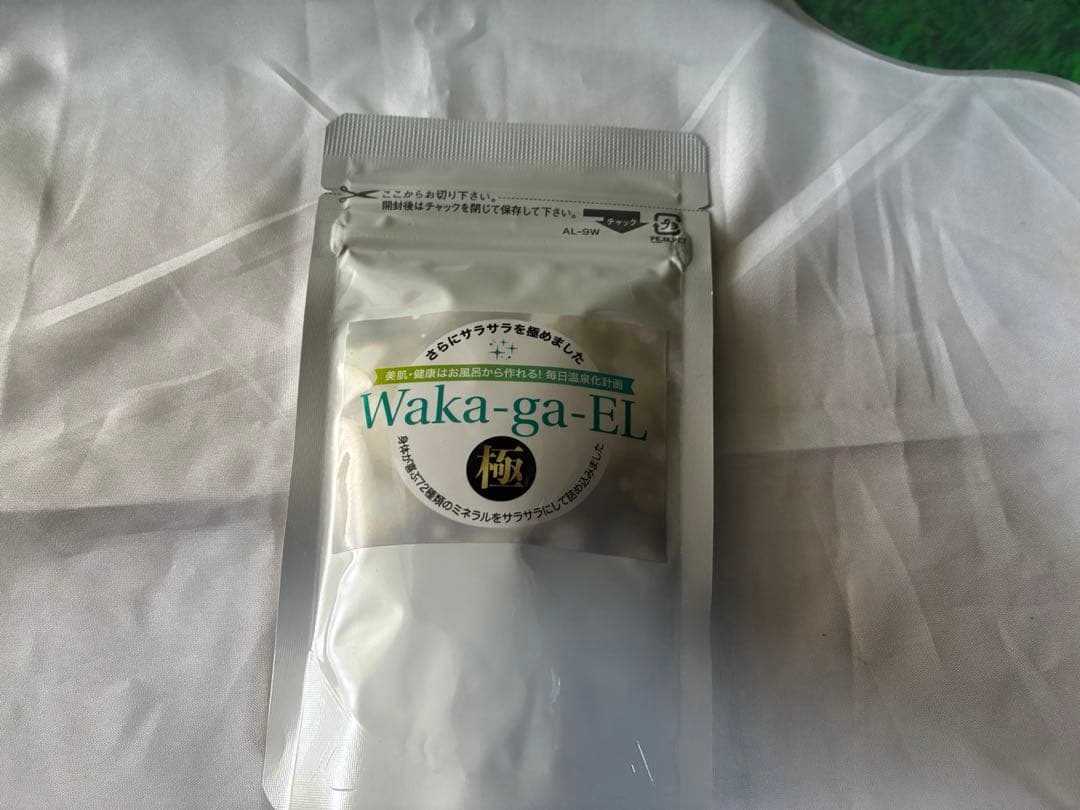 ここからお切り下さい。
開封後はチャックを閉じて保存して下さい。
チャック
AL-9W
PE,M,PET
さらにサラサラを極めました
美肌・健康はお風呂から作れる! 毎日温泉化計画
Waka-ga-EL
極
身体が喜ぶ72種類のミネラルをサラサラにして詰め込みました